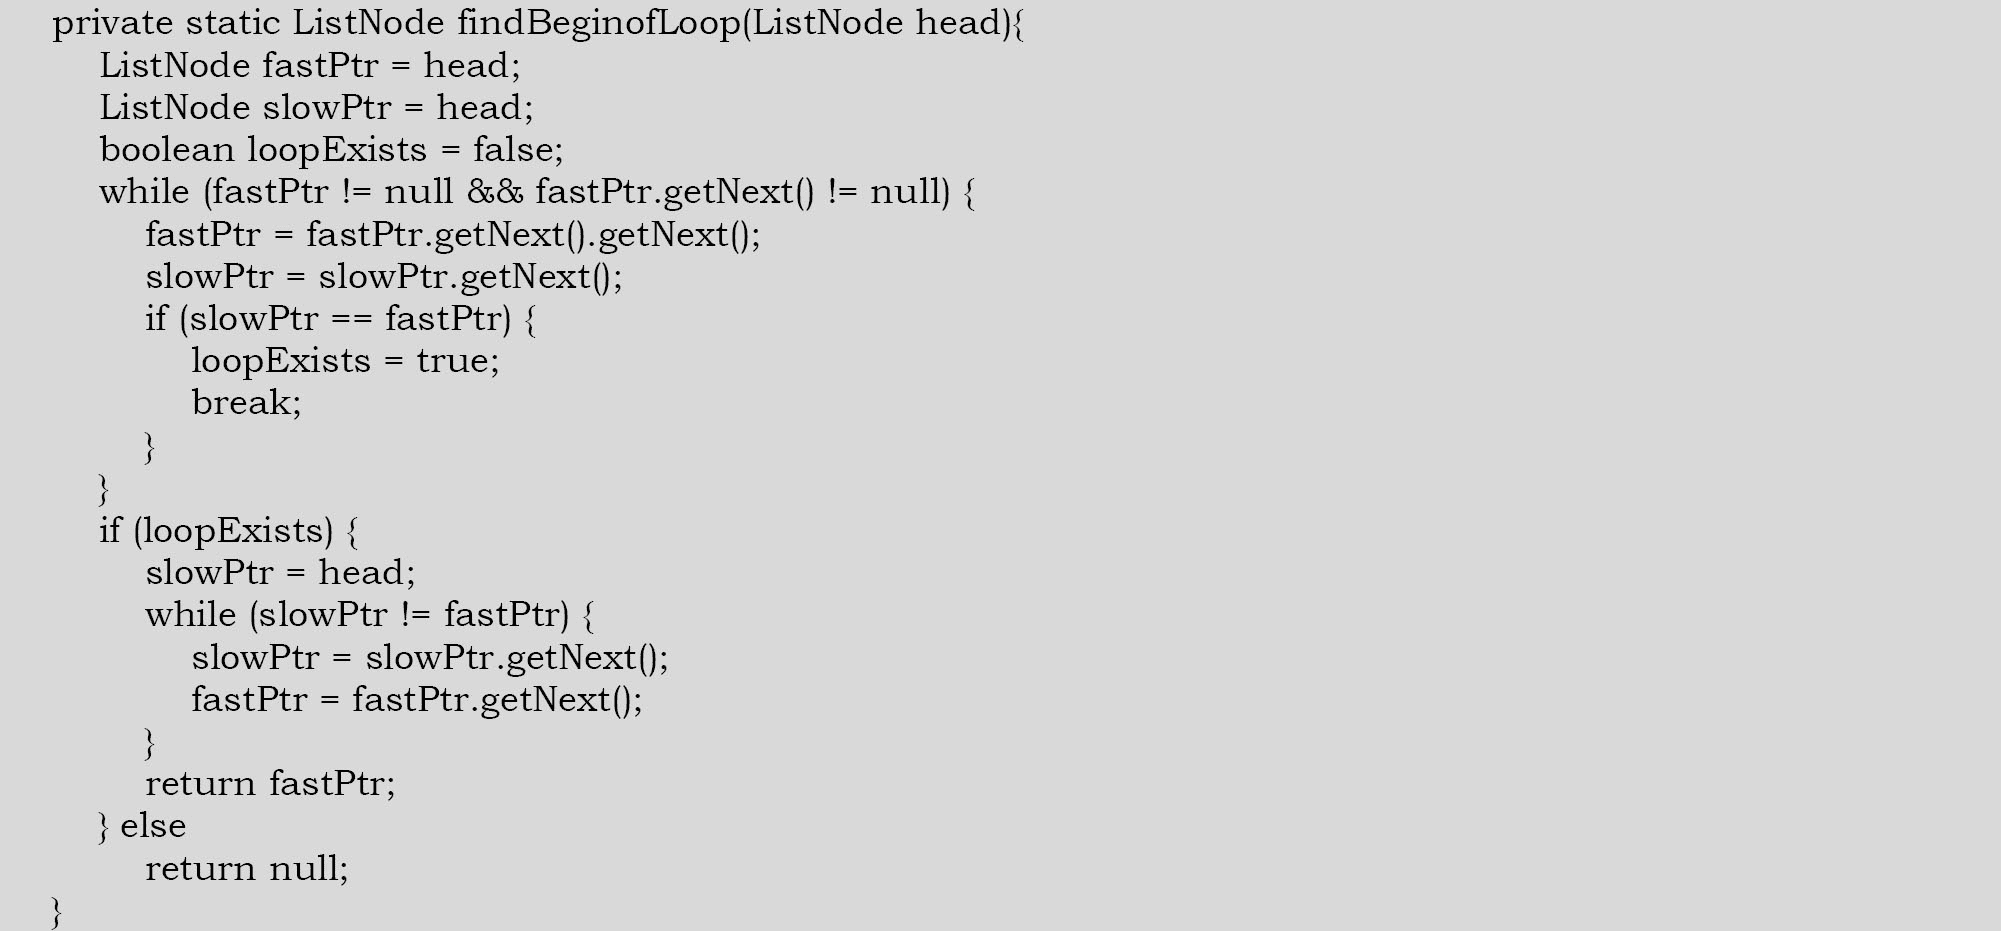 private static ListNode findBeginofLoop(ListNode head){
ListNode fastPtr = head;
ListNode slowPtr = head;
boolean loopExists = false;
while (fastPtr != null && fastPtr.getNext() != null) {
fastPtr = fastPtr.getNext().getNext();
slowPtr = slowPtr.getNext();
if (slowPtr == fastPtr) {
loopExists = true;
break;
}
}
if (loopExists) {
slowPtr = head;
while (slowPtr != fastPtr) {
slowPtr = slowPtr.getNext();
fastPtr = fastPtr.getNext();
}
return fastPtr;
} else
return null;
}